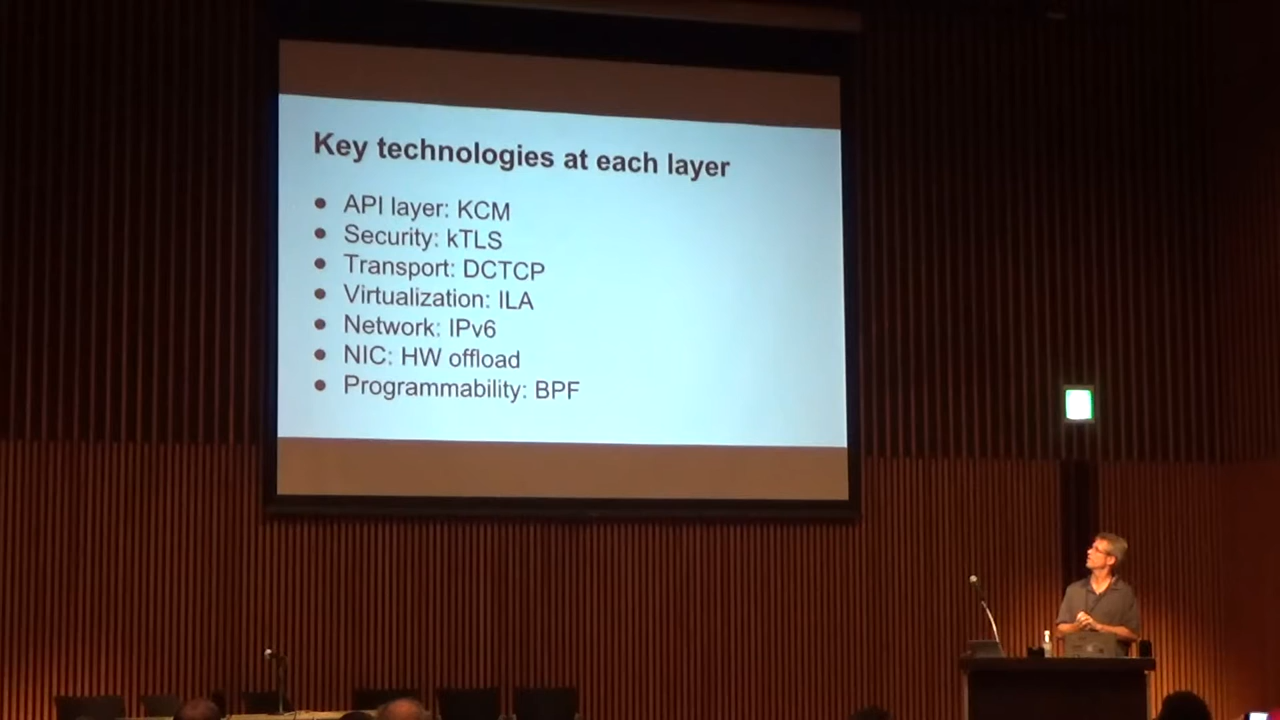 Key technologies at each layer
● API layer: KCM
● Security: kTLS
● Transport: DCTCP
● Virtualization: ILA
● Network: IPv6
● NIC: HW offload
● Programmability: BPF